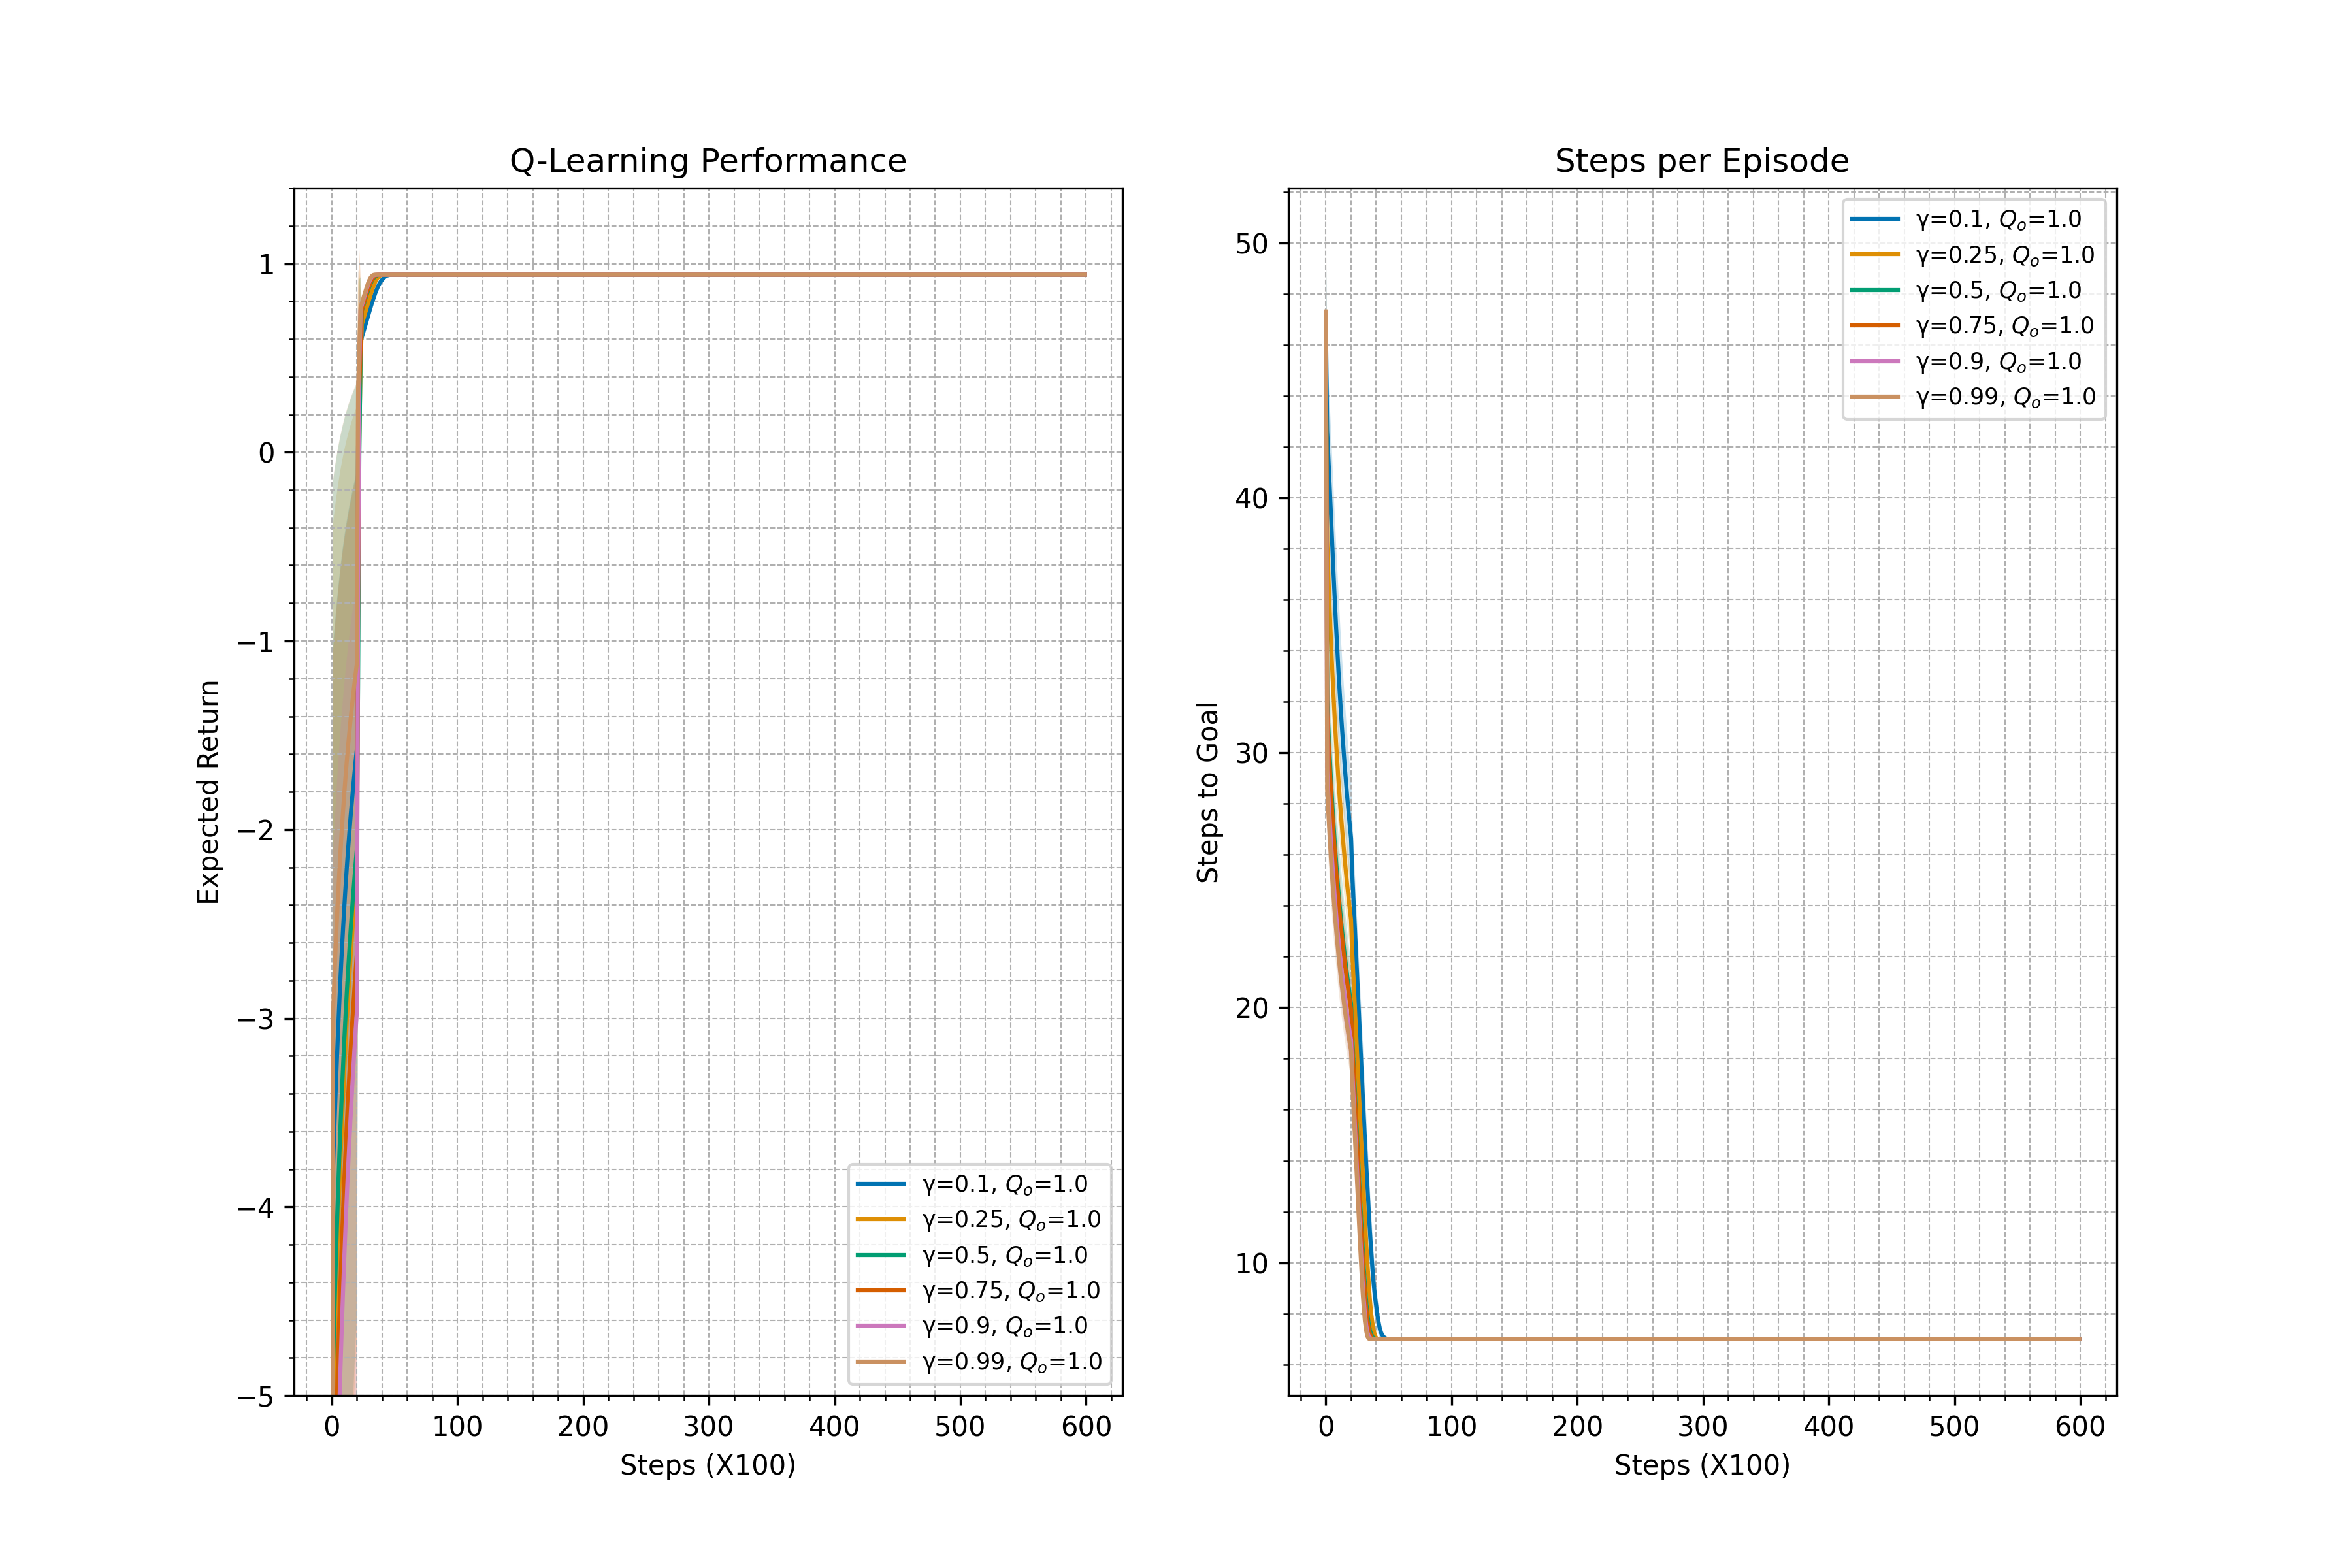 Q-Learning Performance
Expected Return
1
0
−1
−2
−3
−4
−5
γ=0.1, Qo=1.0
γ=0.25, Qo=1.0
γ=0.5, Qo=1.0
γ=0.75, Qo=1.0
γ=0.9, Qo=1.0
γ=0.99, Qo=1.0
0 100 200 300 400 500 600
Steps (X100)
Steps per Episode
Steps to Goal
50
40
30
20
10
γ=0.1, Qo=1.0
γ=0.25, Qo=1.0
γ=0.5, Qo=1.0
γ=0.75, Qo=1.0
γ=0.9, Qo=1.0
γ=0.99, Qo=1.0
0 100 200 300 400 500 600
Steps (X100)